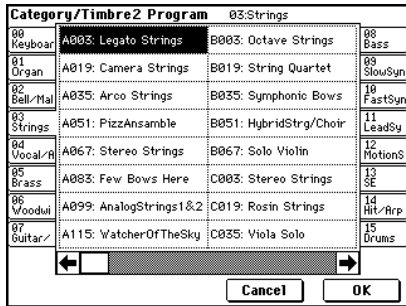 Category/Timbre2 Program 03:Strings
00 Keyboar
01 Organ
02 Bell/Mal
03 Strings
04 Vocal/A
05 Brass
06 Woodwi
07 Guitar/
A003: Legato Strings B003: Octave Strings
A019: Camera Strings B019: String Quartet
A035: Arco Strings B035: Symphonic Bows
A051: PizzAnsamble B051: HybridStrg/Choir
A067: Stereo Strings B067: Solo Violin
A083: Few Bows Here C003: Stereo Strings
A099: AnalogStrings1&2 C019: Rosin Strings
A115: WatcherOfTheSky C035: Viola Solo
08 Bass
09 SlowSyn
10 FastSyn
11 LeadSy
12 MotionS
13 SE
14 Hit/Arp
15 Drums
Cancel OK